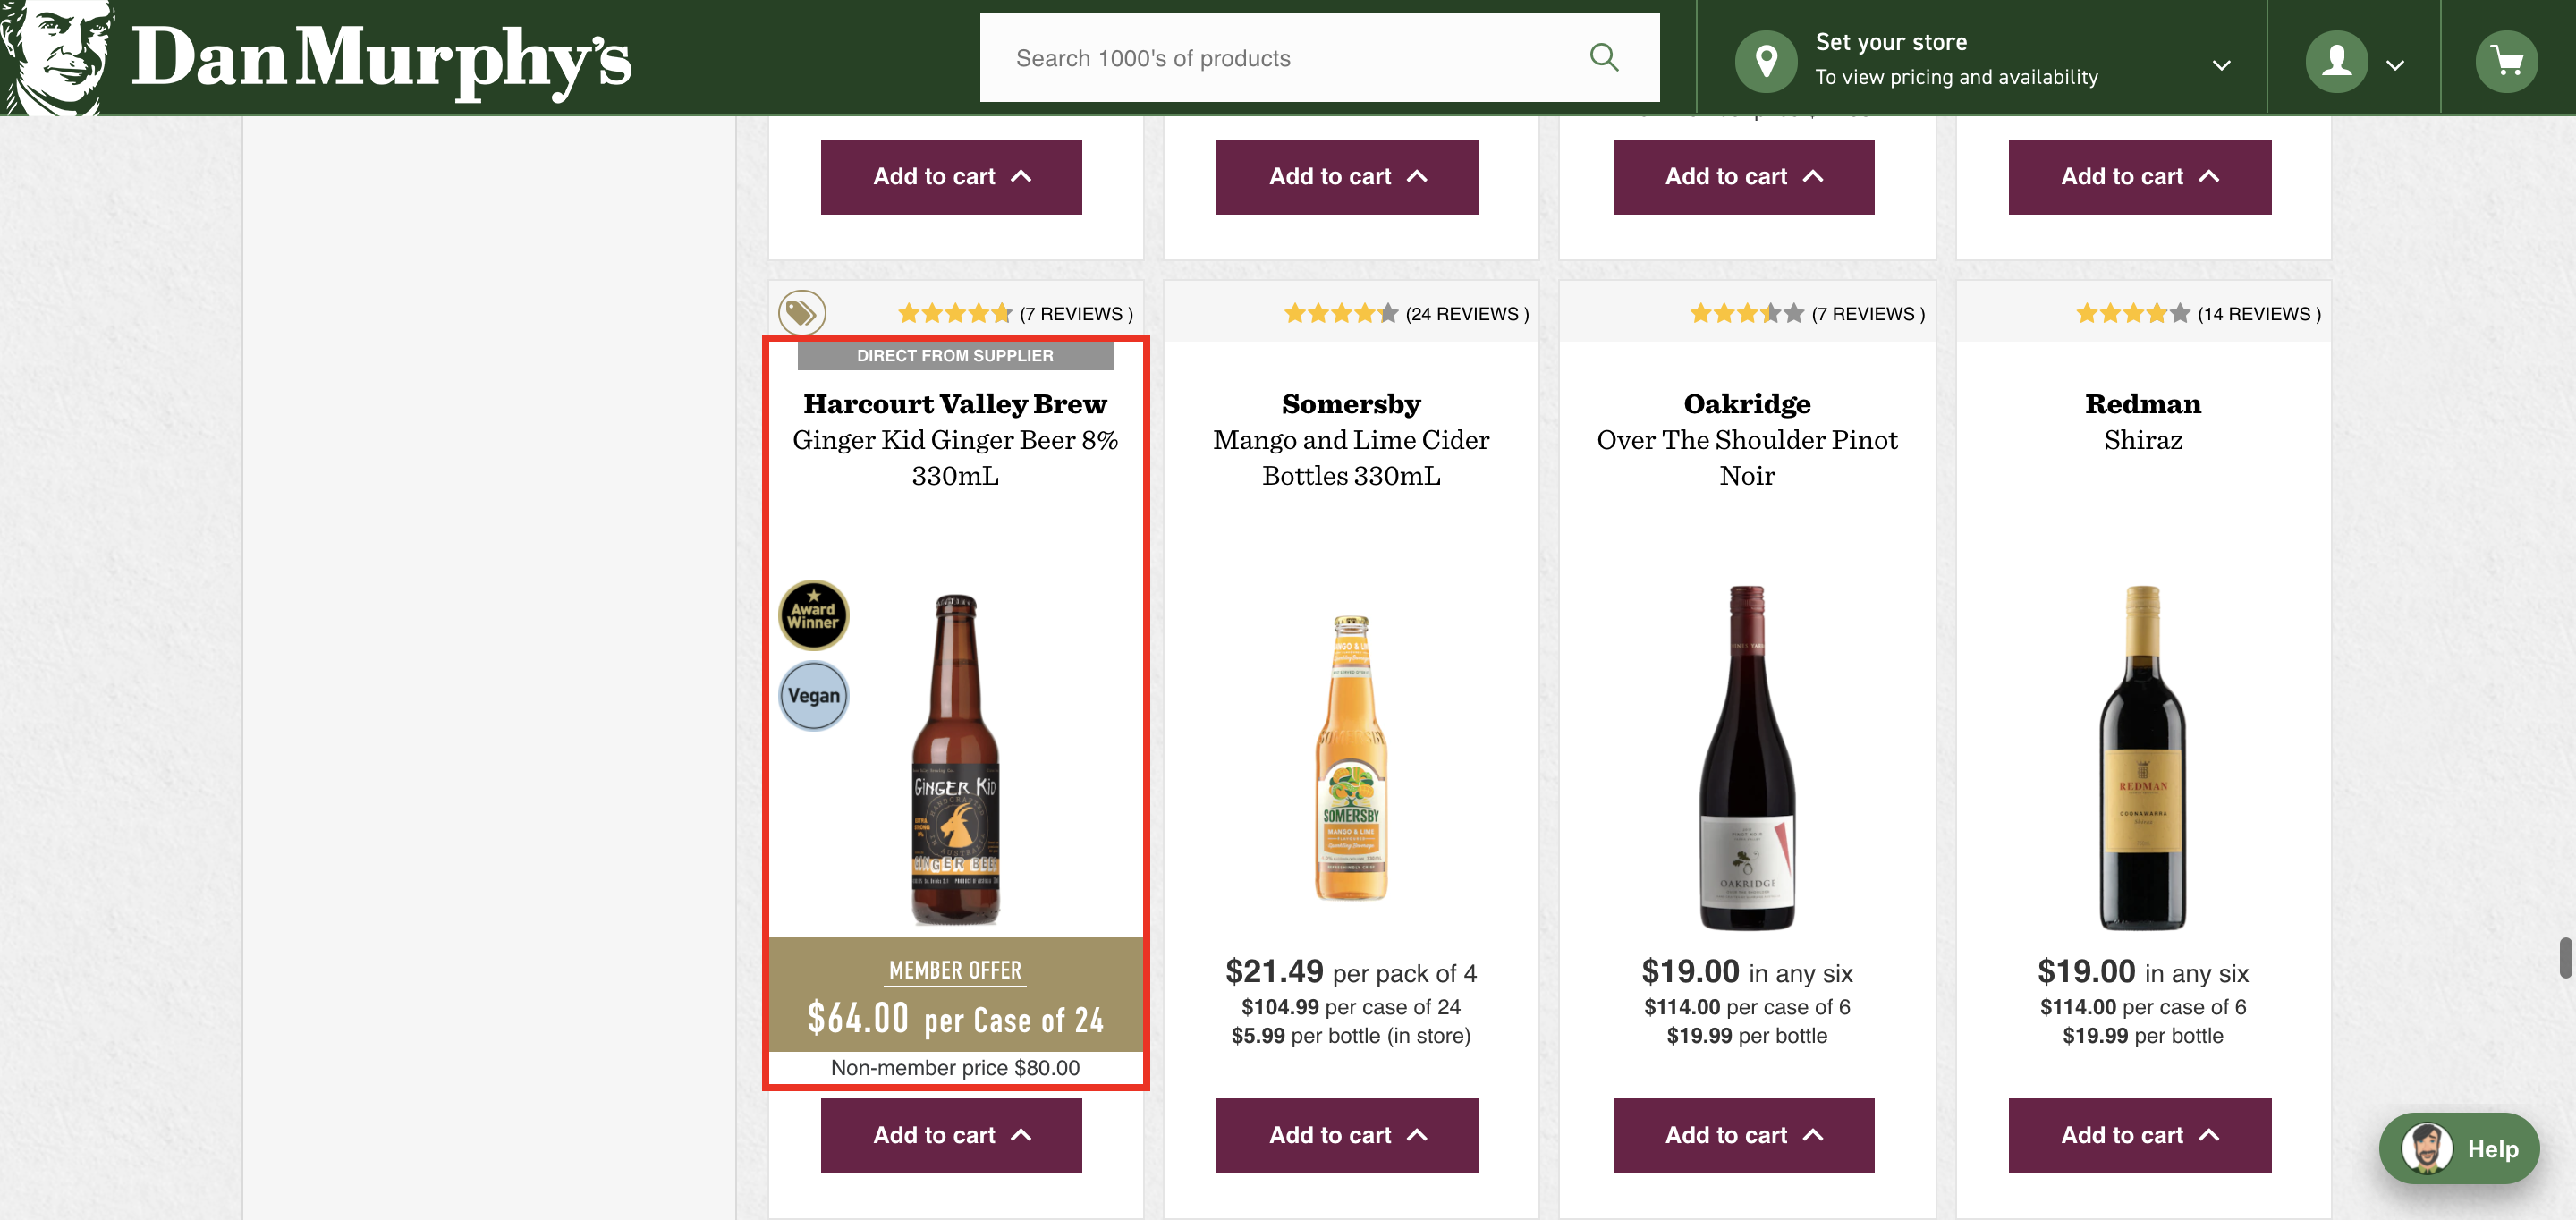 Dan Murphy's
Search 1000's of products
Set your store
To view pricing and availability
Add to cart
Add to cart
Add to cart
Add to cart
(7 REVIEWS )
(24 REVIEWS )
(7 REVIEWS )
(14 REVIEWS )
DIRECT FROM SUPPLIER
Harcourt Valley Brew
Ginger Kid Ginger Beer 8%
330mL
Award
Winner
Vegan
GINGER KID
HANDCRAFTED
IN AUSTRALIA
GINGER BEER
MEMBER OFFER
$64.00 per Case of 24
Non-member price $80.00
Add to cart
Somersby
Mango and Lime Cider
Bottles 330mL
SOMERSBY
MANGO & LIME
Sparkling Beverage
$21.49 per pack of 4
$104.99 per case of 24
$5.99 per bottle (in store)
Add to cart
Oakridge
Over The Shoulder Pinot
Noir
OAKRIDGE
$19.00 in any six
$114.00 per case of 6
$19.99 per bottle
Add to cart
Redman
Shiraz
REDMAN
COONAWARRA
$19.00 in any six
$114.00 per case of 6
$19.99 per bottle
Add to cart
Help